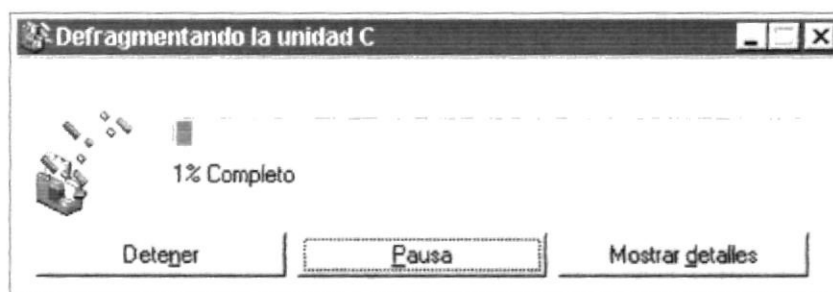 Defragmentando la unidad C
1% Completo
Detener
Pausa
Mostrar detalles